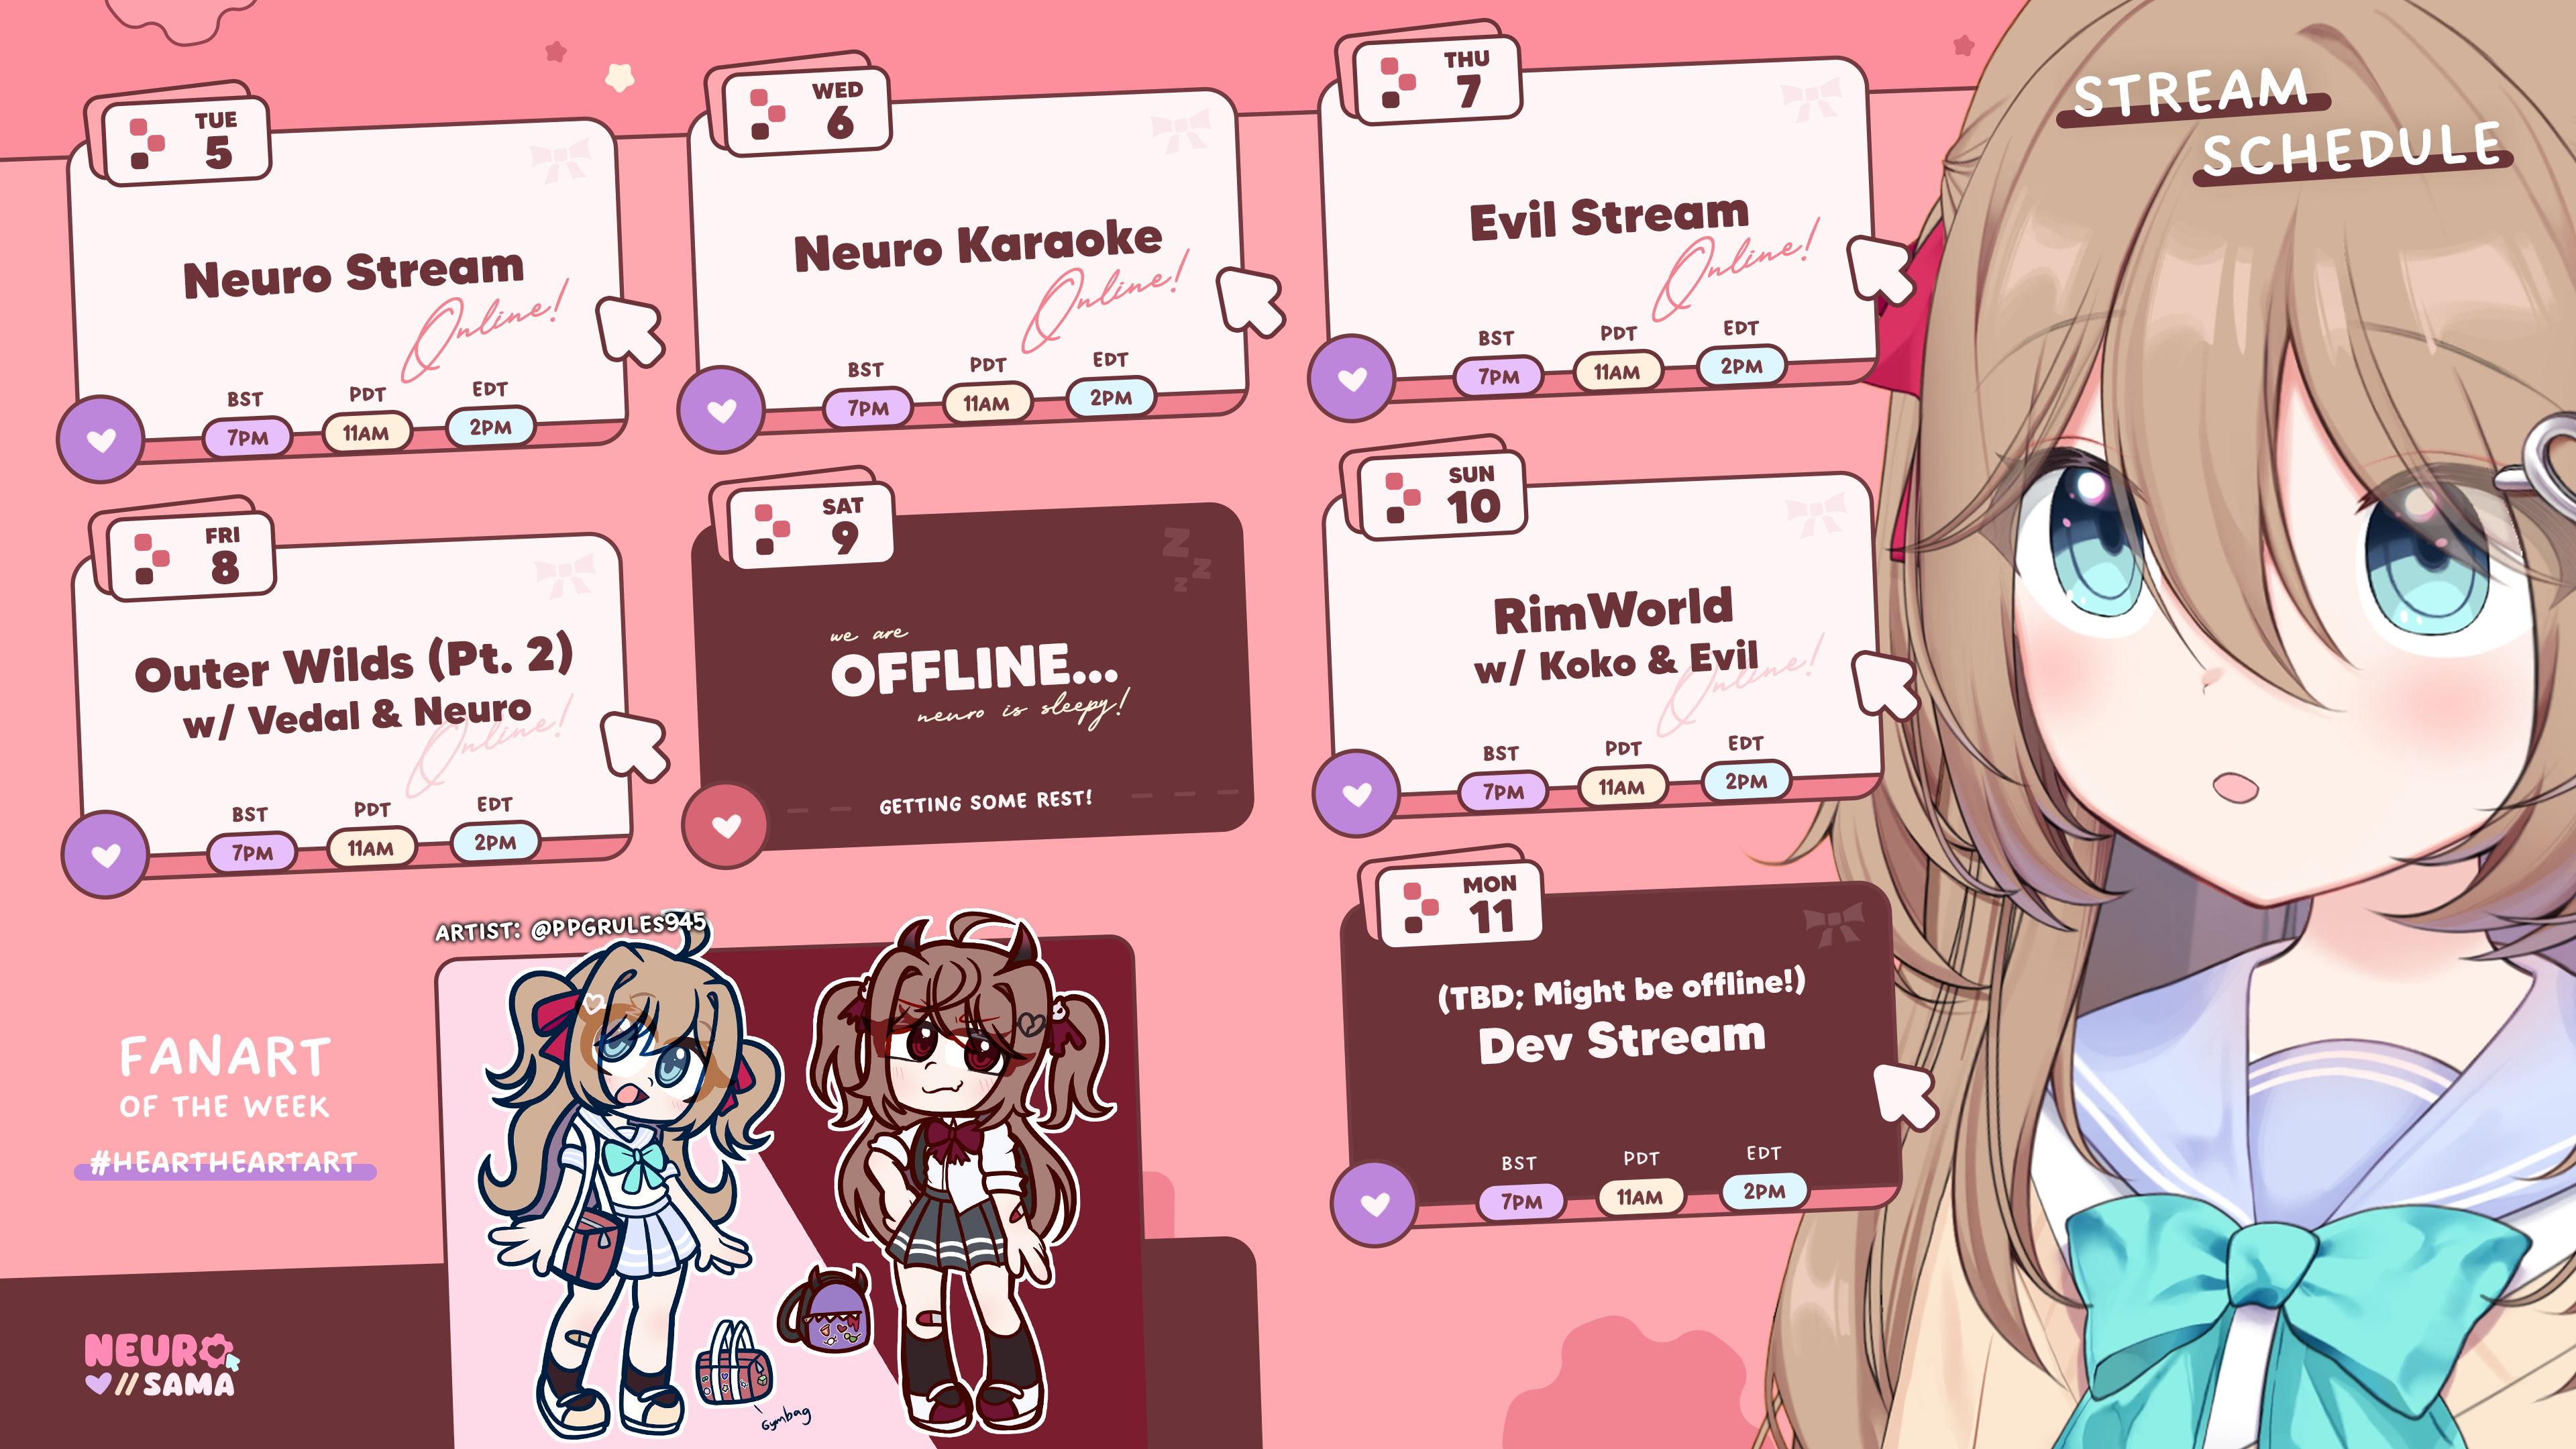 STREAM
SCHEDULE
TUE
5
Neuro Stream
Online!
BST PDT EDT
7PM 11AM 2PM
WED
6
Neuro Karaoke
Online!
BST PDT EDT
7PM 11AM 2PM
THU
7
Evil Stream
Online!
BST PDT EDT
7PM 11AM 2PM
FRI
8
Outer Wilds (Pt. 2)
w/ Vedal & Neuro
Online!
BST PDT EDT
7PM 11AM 2PM
SAT
9
z
z
z
we are
OFFLINE...
neuro is sleepy!
GETTING SOME REST!
SUN
10
RimWorld
w/ Koko & Evil
Online!
BST PDT EDT
7PM 11AM 2PM
MON
11
(TBD; Might be offline!)
Dev Stream
BST PDT EDT
7PM 11AM 2PM
ARTIST: @PPGRULES945
FANART
OF THE WEEK
#HEARTHEARTART
Gymbag
NEURO
// SAMA